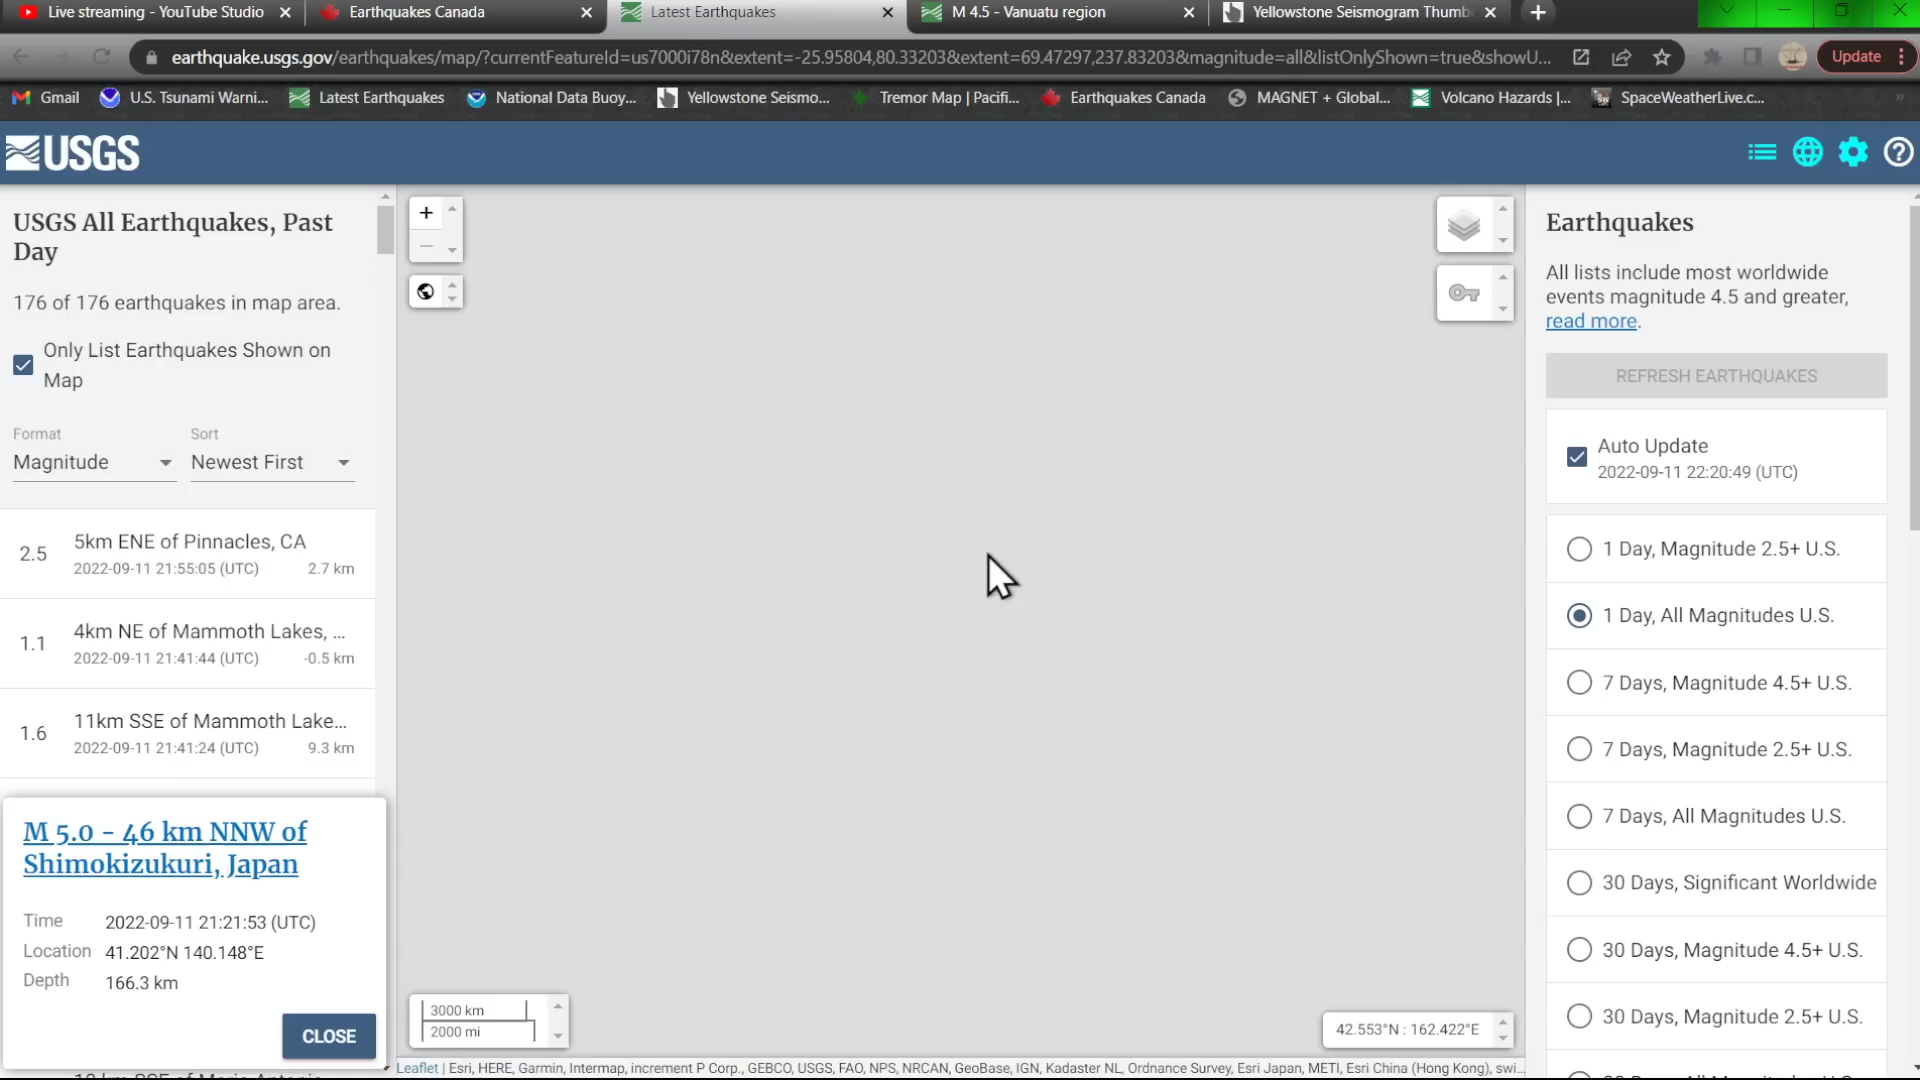 Live streaming - YouTube Studio
Earthquakes Canada
Latest Earthquakes
M 4.5 - Vanuatu region
Yellowstone Seismogram Thumb
earthquake.usgs.gov/earthquakes/map/?currentFeatureId=us7000i78n&extent=-25.95804,80.33203&extent=69.47297,237.83203&magnitude=all&listOnlyShown=true&showU...
Update
Gmail
U.S. Tsunami Warni...
Latest Earthquakes
National Data Buoy...
Yellowstone Seismo...
Tremor Map | Pacifi...
Earthquakes Canada
MAGNET + Global...
Volcano Hazards |...
SpaceWeatherLive.c...
USGS
USGS All Earthquakes, Past
Day
176 of 176 earthquakes in map area.
Only List Earthquakes Shown on
Map
Format
Sort
Magnitude
Newest First
2.5
5km ENE of Pinnacles, CA
2022-09-11 21:55:05 (UTC)
2.7 km
1.1
4km NE of Mammoth Lakes, ...
2022-09-11 21:41:44 (UTC)
-0.5 km
1.6
11km SSE of Mammoth Lake...
2022-09-11 21:41:24 (UTC)
9.3 km
M 5.0 - 46 km NNW of
Shimokizukuri, Japan
Time 2022-09-11 21:21:53 (UTC)
Location 41.202°N 140.148°E
Depth 166.3 km
CLOSE
+
−
3000 km
2000 mi
42.553°N : 162.422°E
Leaflet | Esri, HERE, Garmin, Intermap, increment P Corp., GEBCO, USGS, FAO, NPS, NRCAN, GeoBase, IGN, Kadaster NL, Ordnance Survey, Esri Japan, METI, Esri China (Hong Kong), swi...
Earthquakes
All lists include most worldwide
events magnitude 4.5 and greater,
read more.
REFRESH EARTHQUAKES
Auto Update
2022-09-11 22:20:49 (UTC)
1 Day, Magnitude 2.5+ U.S.
1 Day, All Magnitudes U.S.
7 Days, Magnitude 4.5+ U.S.
7 Days, Magnitude 2.5+ U.S.
7 Days, All Magnitudes U.S.
30 Days, Significant Worldwide
30 Days, Magnitude 4.5+ U.S.
30 Days, Magnitude 2.5+ U.S.